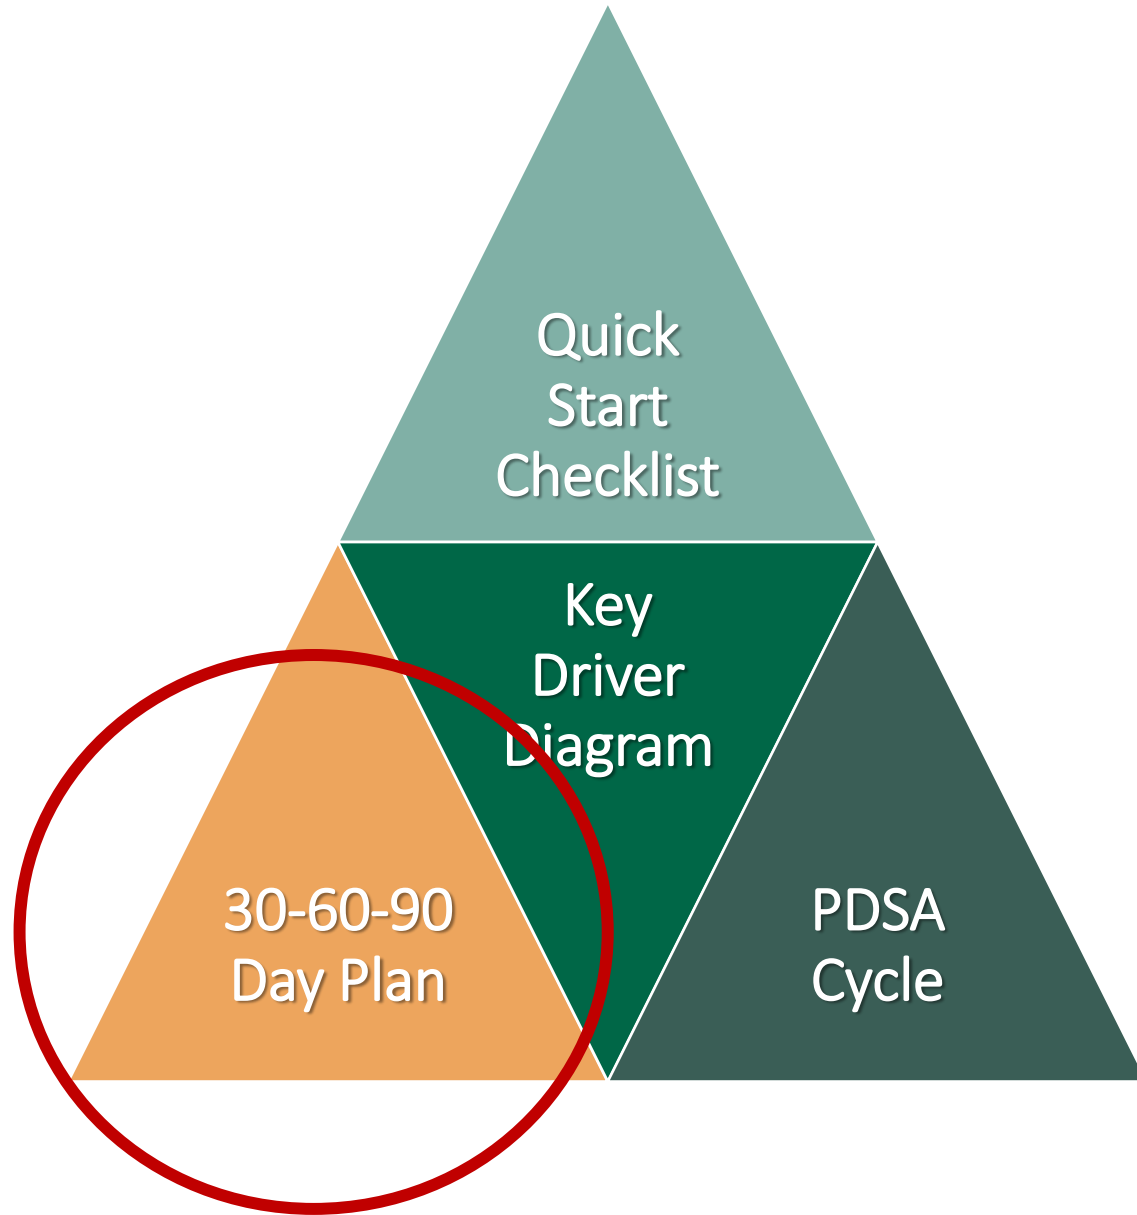 Quick
Start
Checklist
Key
Driver
Diagram
30-60-90
Day Plan
PDSA
Cycle